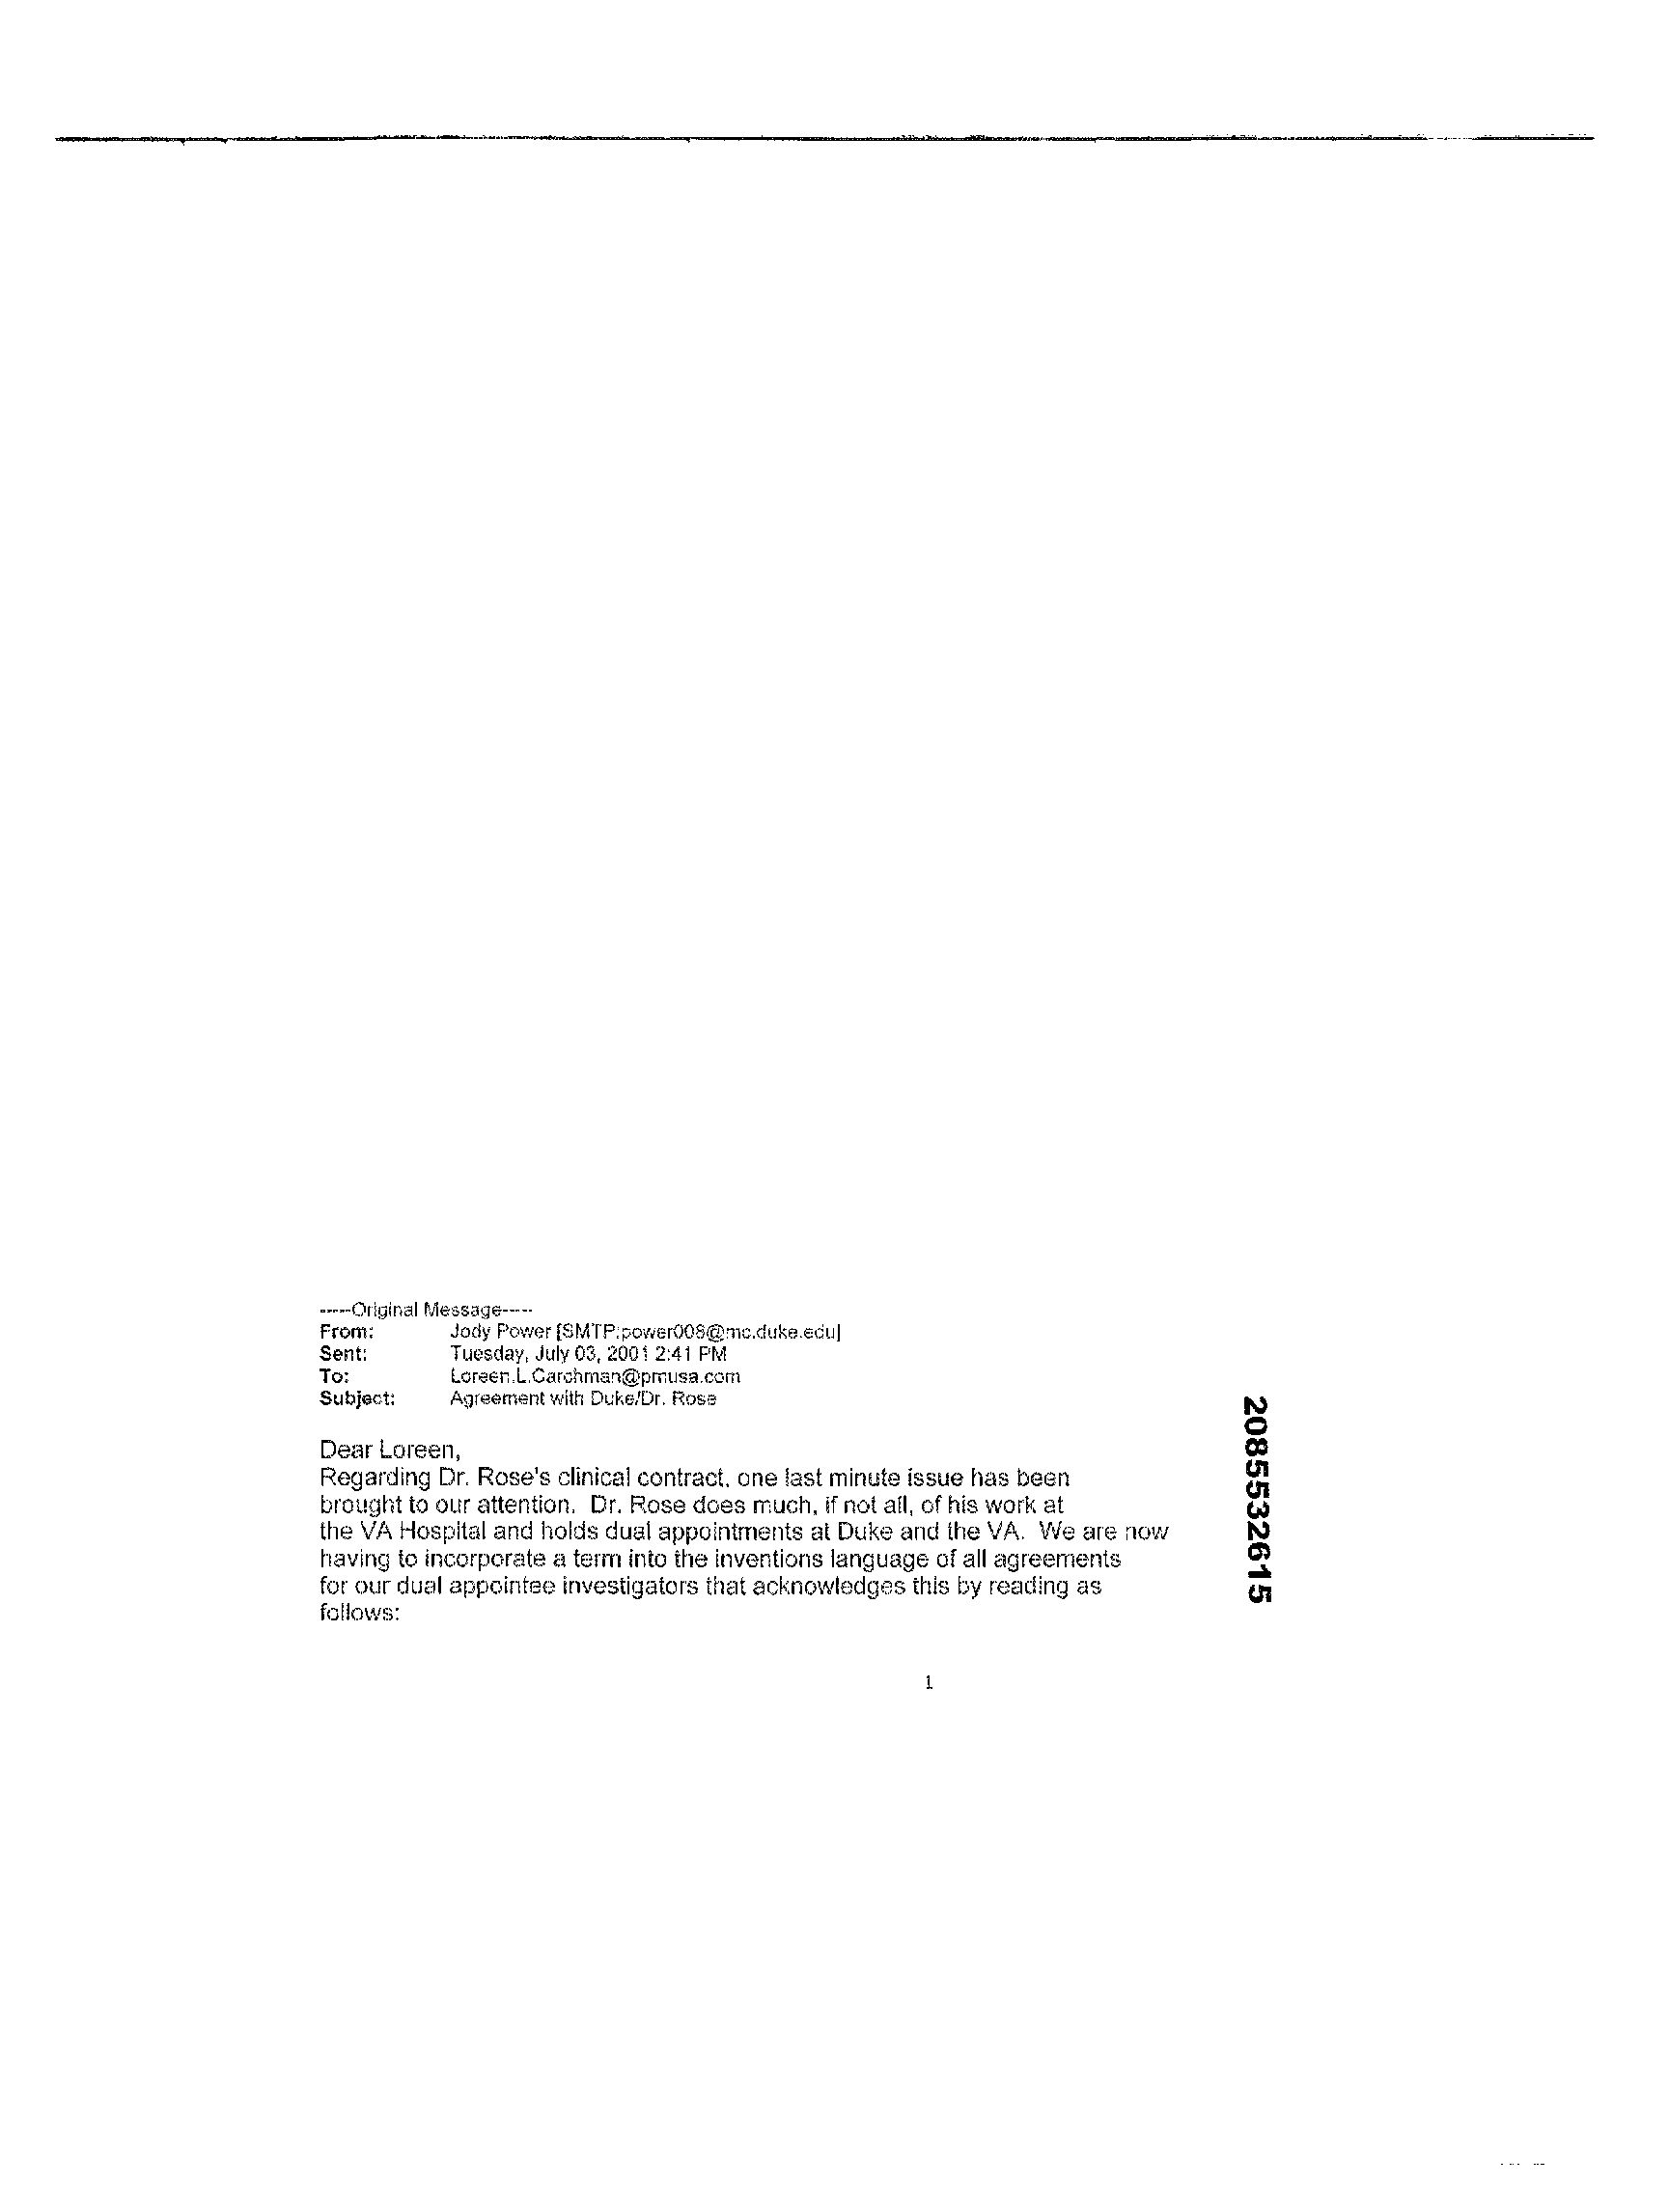 -----Original Message-----
From: Jody Power [SMTP:power008@mc.duke.edu]
Sent: Tuesday, July 03, 2001 2:41 PM
To: Loreen.L.Carchman@pmusa.com
Subject: Agreement with Duke/Dr. Rose
Dear Loreen,
Regarding Dr. Rose's clinical contract, one last minute issue has been
brought to our attention. Dr. Rose does much, if not all, of his work at
the VA Hospital and holds dual appointments at Duke and the VA. We are now
having to incorporate a term into the inventions language of all agreements
for our dual appointee investigators that acknowledges this by reading as
follows:
2085532615
1